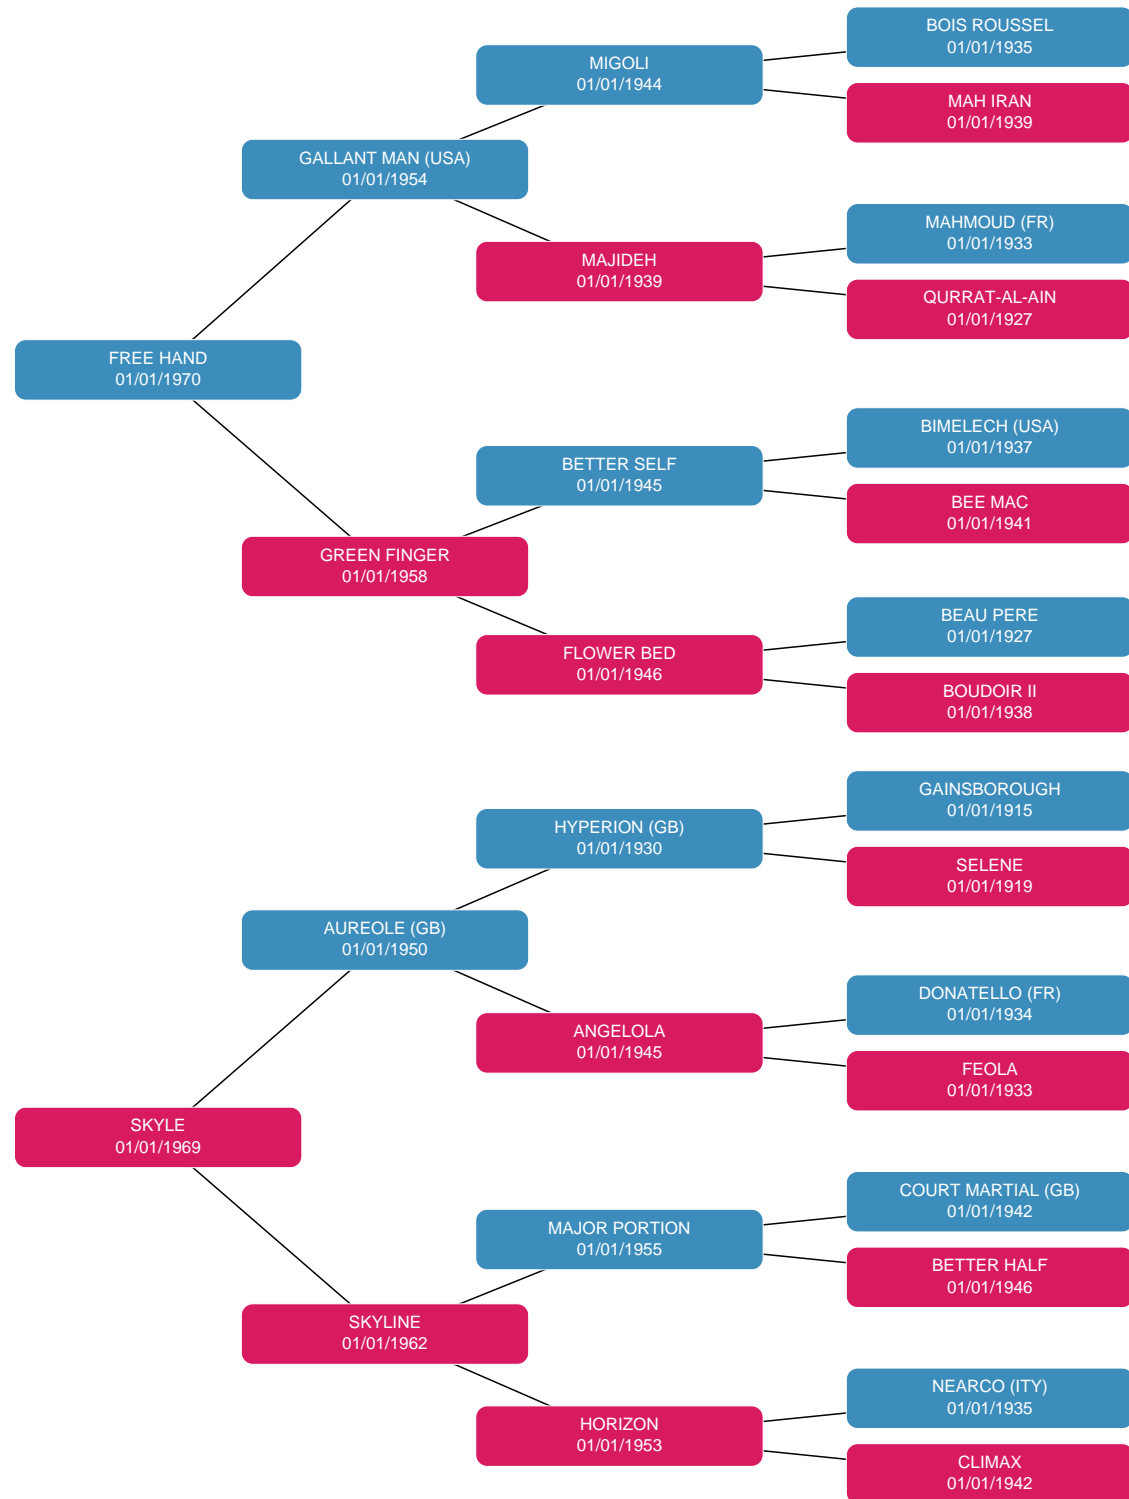 BOIS ROUSSEL
01/01/1935
MIGOLI
01/01/1944
MAH IRAN
01/01/1939
GALLANT MAN (USA)
01/01/1954
MAHMOUD (FR)
01/01/1933
MAJIDEH
01/01/1939
QURRAT-AL-AIN
01/01/1927
FREE HAND
01/01/1970
BIMELECH (USA)
01/01/1937
BETTER SELF
01/01/1945
BEE MAC
01/01/1941
GREEN FINGER
01/01/1958
BEAU PERE
01/01/1927
FLOWER BED
01/01/1946
BOUDOIR II
01/01/1938
GAINSBOROUGH
01/01/1915
HYPERION (GB)
01/01/1930
SELENE
01/01/1919
AUREOLE (GB)
01/01/1950
DONATELLO (FR)
01/01/1934
ANGELOLA
01/01/1945
FEOLA
01/01/1933
SKYLE
01/01/1969
COURT MARTIAL (GB)
01/01/1942
MAJOR PORTION
01/01/1955
BETTER HALF
01/01/1946
SKYLINE
01/01/1962
NEARCO (ITY)
01/01/1935
HORIZON
01/01/1953
CLIMAX
01/01/1942